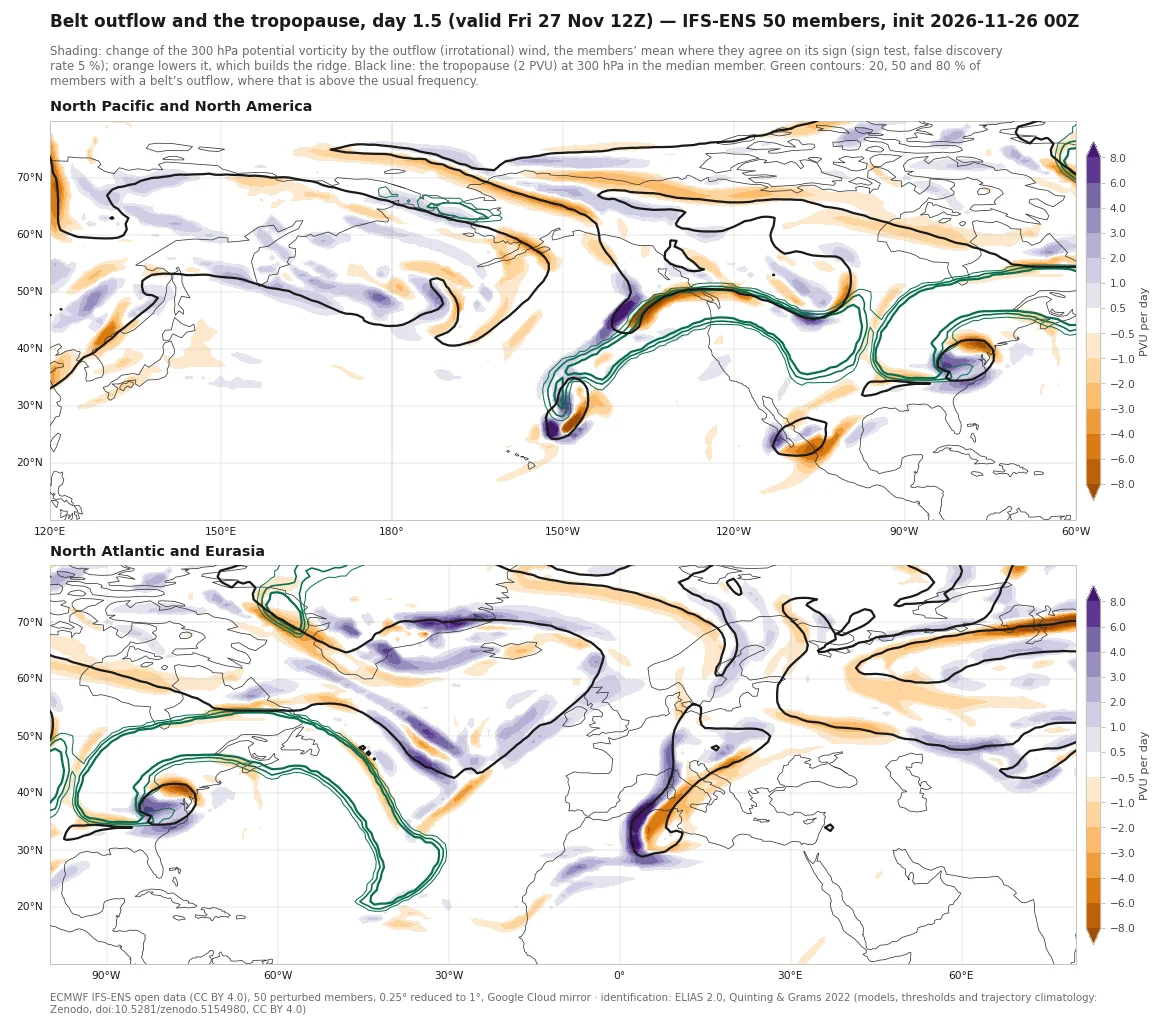 Belt outflow and the tropopause, day 1.5 (valid Fri 27 Nov 12Z) — IFS-ENS 50 members, init 2026-11-26 00Z
Shading: change of the 300 hPa potential vorticity by the outflow (irrotational) wind, the members’ mean where they agree on its sign (sign test, false discovery
rate 5 %); orange lowers it, which builds the ridge. Black line: the tropopause (2 PVU) at 300 hPa in the median member. Green contours: 20, 50 and 80 % of
members with a belt’s outflow, where that is above the usual frequency.
North Pacific and North America
70°N
60°N
50°N
40°N
30°N
20°N
120°E
150°E
180°
150°W
120°W
90°W
60°W
8.0
6.0
4.0
3.0
2.0
1.0
0.5
−0.5
−1.0
−2.0
−3.0
−4.0
−6.0
−8.0
PVU per day
North Atlantic and Eurasia
70°N
60°N
50°N
40°N
30°N
20°N
90°W
60°W
30°W
0°
30°E
60°E
8.0
6.0
4.0
3.0
2.0
1.0
0.5
−0.5
−1.0
−2.0
−3.0
−4.0
−6.0
−8.0
PVU per day
ECMWF IFS-ENS open data (CC BY 4.0), 50 perturbed members, 0.25° reduced to 1°, Google Cloud mirror · identification: ELIAS 2.0, Quinting & Grams 2022 (models, thresholds and trajectory climatology:
Zenodo, doi:10.5281/zenodo.5154980, CC BY 4.0)